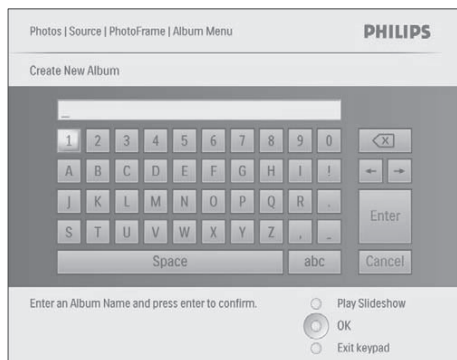 Photos | Source | PhotoFrame | Album Menu
PHILIPS
Create New Album
_
1 2 3 4 5 6 7 8 9 0
A B C D E F G H I ! ← →
J K L M N O P Q R . Enter
S T U V W X Y Z , _
Space abc Cancel
Enter an Album Name and press enter to confirm.
Play Slideshow
OK
Exit keypad